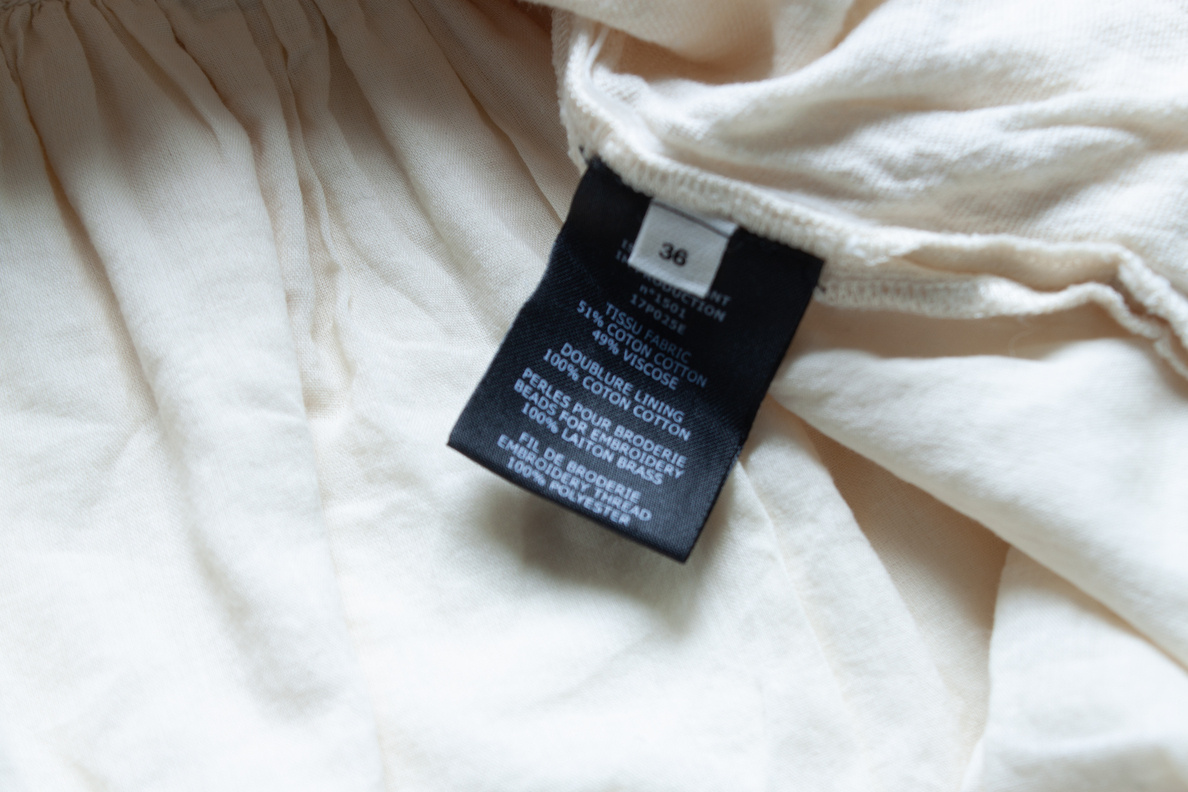 36
n°1501
17P025E
TISSU FABRIC
51% COTON COTTON
49% VISCOSE
DOUBLURE LINING
100% COTON COTTON
PERLES POUR BRODERIE
BEADS FOR EMBROIDERY
100% LAITON BRASS
FIL DE BRODERIE
EMBROIDERY THREAD
100% POLYESTER